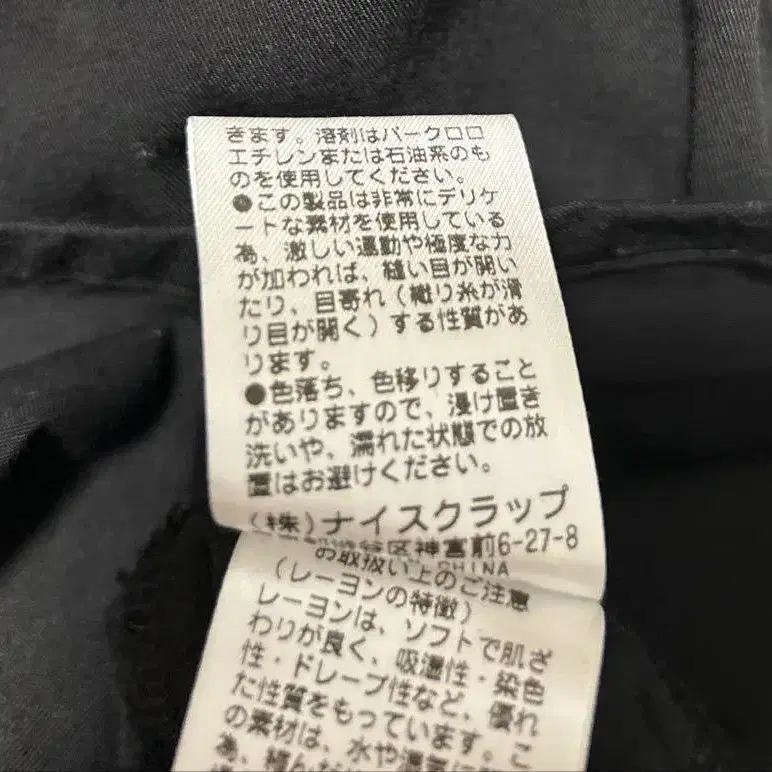 きます。溶剤はパークロロ
エチレンまたは石油系のも
のを使用してください。
●この製品は非常にデリケ
ートな素材を使用している
為、激しい運動や極度な力
が加われば、縫い目が開い
たり、目寄れ（織り糸が滑
り目が開く）する性質があ
ります。
●色落ち、色移りすること
がありますので、浸け置き
洗いや、濡れた状態での放
置はお避けください。
(株)ナイスクラップ
区神宮前6-27-8
CHINA
お取扱い上のご注意
(レーヨンの特徴)
レーヨンは、ソフトで肌ざ
わりが良く、吸湿性・染色
性・ドレープ性など、優れ
た性質をもっています。こ
の素材は、水や湿気に
為、